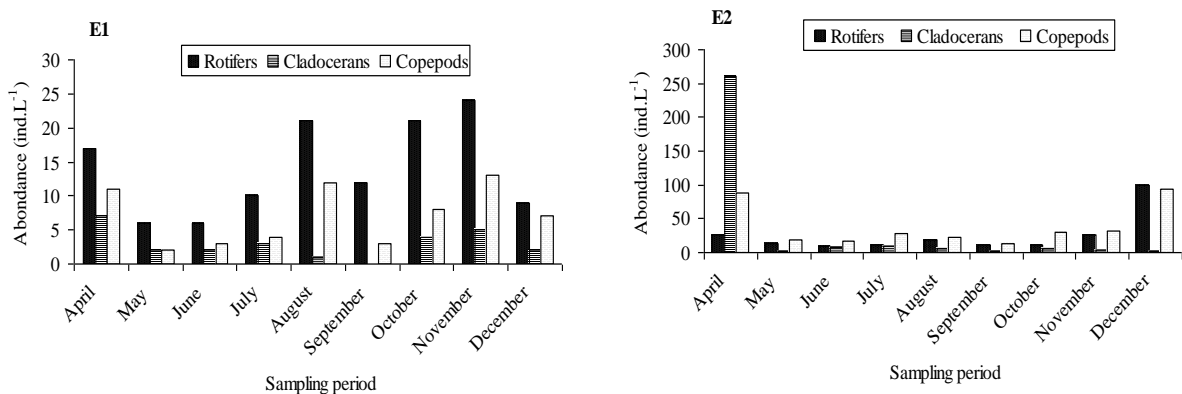 E1
Rotifers Cladocerans Copepods
Abondance (ind.L-1)
30
25
20
15
10
5
0
April May June July August September October November December
Sampling period
E2
Rotifers Cladocerans Copepods
Abondance (ind.L-1)
300
250
200
150
100
50
0
April May June July August September October November December
Sampling period